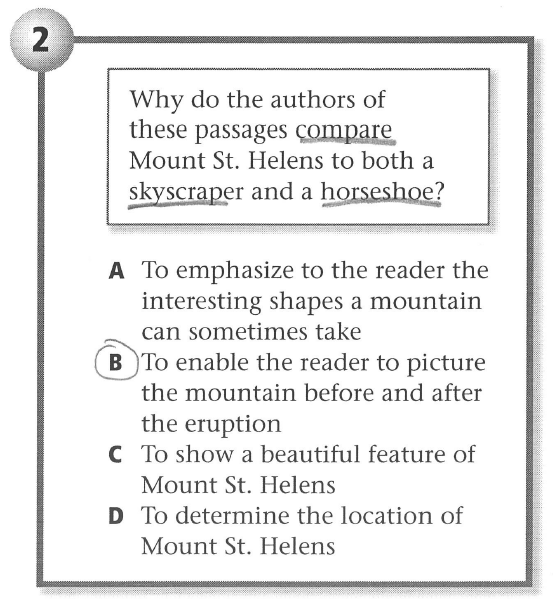 2
Why do the authors of
these passages compare
Mount St. Helens to both a
skyscraper and a horseshoe?
A To emphasize to the reader the
interesting shapes a mountain
can sometimes take
B To enable the reader to picture
the mountain before and after
the eruption
C To show a beautiful feature of
Mount St. Helens
D To determine the location of
Mount St. Helens